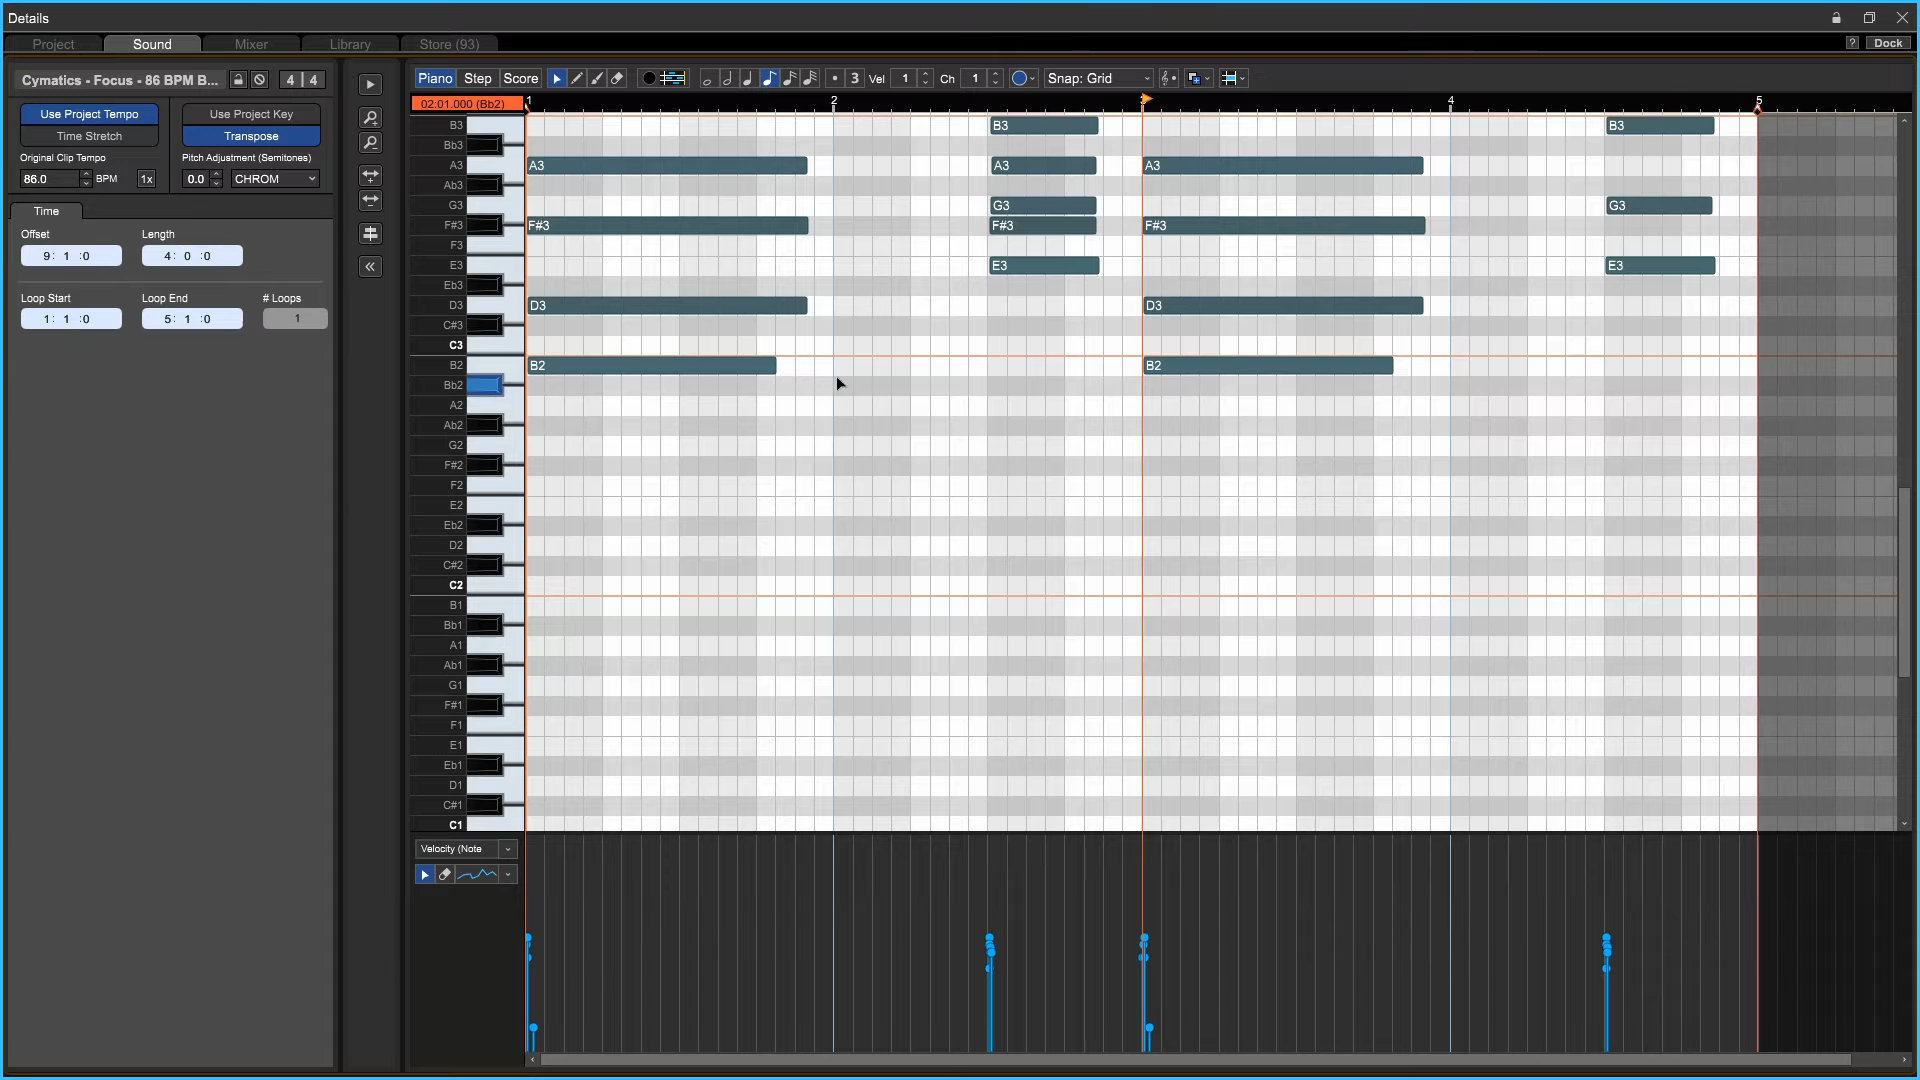 Details
Project Sound Mixer Library Store (93)
? Dock
Cymatics - Focus - 86 BPM B... 4 4
Piano Step Score 3 Vel 1 Ch 1 Snap: Grid
Use Project Tempo Use Project Key
Time Stretch Transpose
Original Clip Tempo Pitch Adjustment (Semitones)
86.0 BPM 1x 0.0 CHROM
Time
Offset Length
9: 1 :0 4: 0 :0
Loop Start Loop End # Loops
1: 1 :0 5: 1 :0 1
02:01.000 (Bb2) 1 2 4 5
B3 B3 B3
Bb3
A3 A3 A3 A3
Ab3
G3 G3 G3
F#3 F#3 F#3 F#3
F3
E3 E3 E3
Eb3
D3 D3 D3
C#3
C3
B2 B2 B2
Bb2
A2
Ab2
G2
F#2
F2
E2
Eb2
D2
C#2
C2
B1
Bb1
A1
Ab1
G1
F#1
F1
E1
Eb1
D1
C#1
C1
Velocity (Note